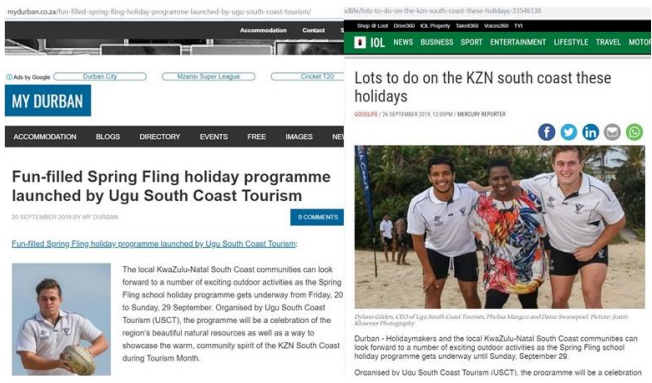 mydurban.co.za/fun-filled-spring-fling-holiday-programme-launched-by-ugu-south-coast-tourism/
Accommodation Contact S
Ads by Google Durban City Mzansi Super League Cricket T20
MY DURBAN
ACCOMMODATION BLOGS DIRECTORY EVENTS FREE IMAGES NE
Fun-filled Spring Fling holiday programme
launched by Ugu South Coast Tourism
20 SEPTEMBER 2019 BY MY DURBAN
0 COMMENTS
Fun-filled Spring Fling holiday programme launched by Ugu South Coast Tourism:
The local KwaZulu-Natal South Coast communities can look
forward to a number of exciting outdoor activities as the Spring
Fling school holiday programme gets underway from Friday, 20
to Sunday, 29 September. Organised by Ugu South Coast
Tourism (USCT), the programme will be a celebration of the
region's beautiful natural resources as well as a way to
showcase the warm, community spirit of the KZN South Coast
during Tourism Month.
odlife/lots-to-do-on-the-kzn-south-coast-these-holidays-33546138
Shop @ Loot Drive360 IOL Property Talent360 Voices360 TYI
IOL NEWS BUSINESS SPORT ENTERTAINMENT LIFESTYLE TRAVEL MOTOR
Lots to do on the KZN south coast these
holidays
GOODLIFE / 26 SEPTEMBER 2019, 12:00PM / MERCURY REPORTER
Dylano Gilden, CEO of Ugu South Coast Tourism, Phelisa Mangcu and Danie Swanepoel. Picture: Justin
Klusener Photography
Durban - Holidaymakers and the local KwaZulu-Natal South Coast communities can
look forward to a number of exciting outdoor activities as the Spring Fling school
holiday programme gets underway until Sunday, September 29.
Organised by Ugu South Coast Tourism (USCT), the programme will be a celebration